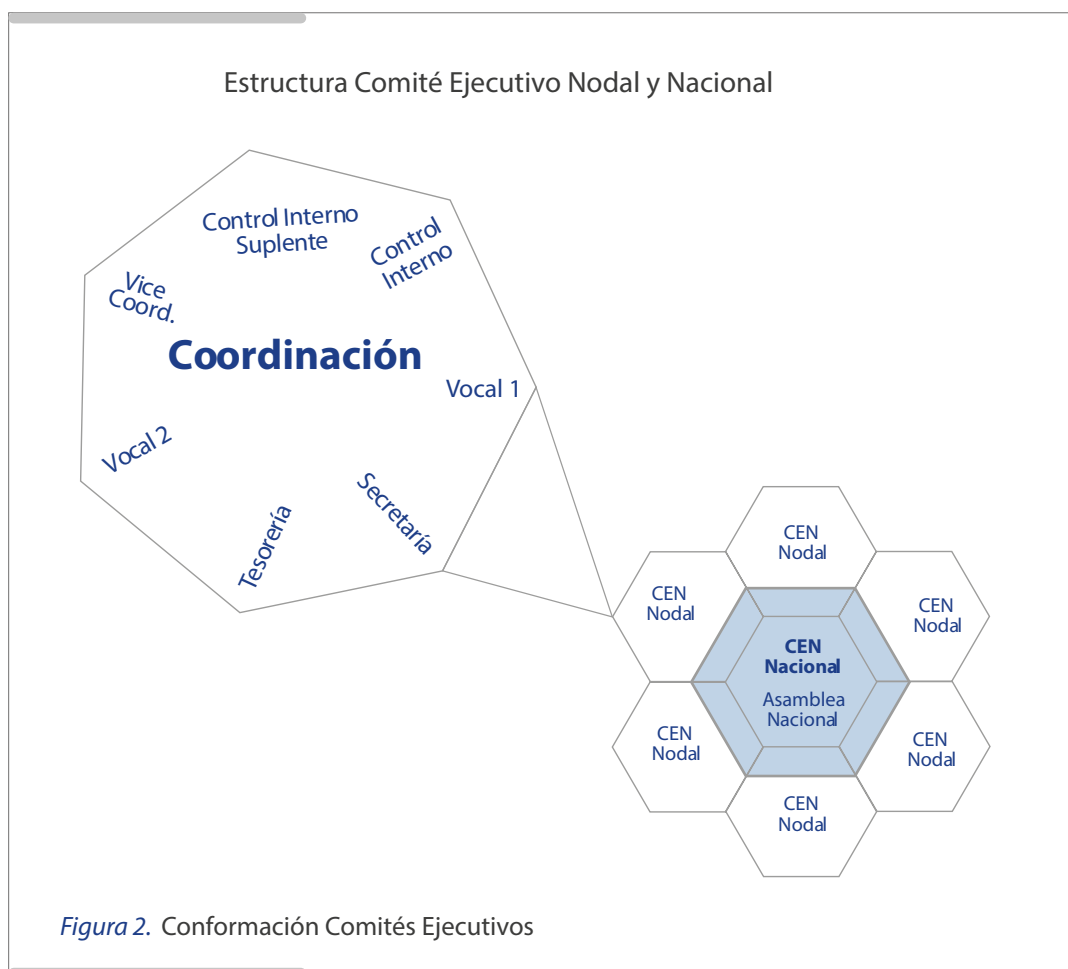 Estructura Comité Ejecutivo Nodal y Nacional
Control Interno
Suplente
Control
Interno
Vice
Coord.
Coordinación
Vocal 1
Vocal 2
Secretaría
Tesorería
CEN
Nodal
CEN
Nodal
CEN
Nodal
CEN
Nacional
Asamblea
Nacional
CEN
Nodal
CEN
Nodal
CEN
Nodal
Figura 2. Conformación Comités Ejecutivos